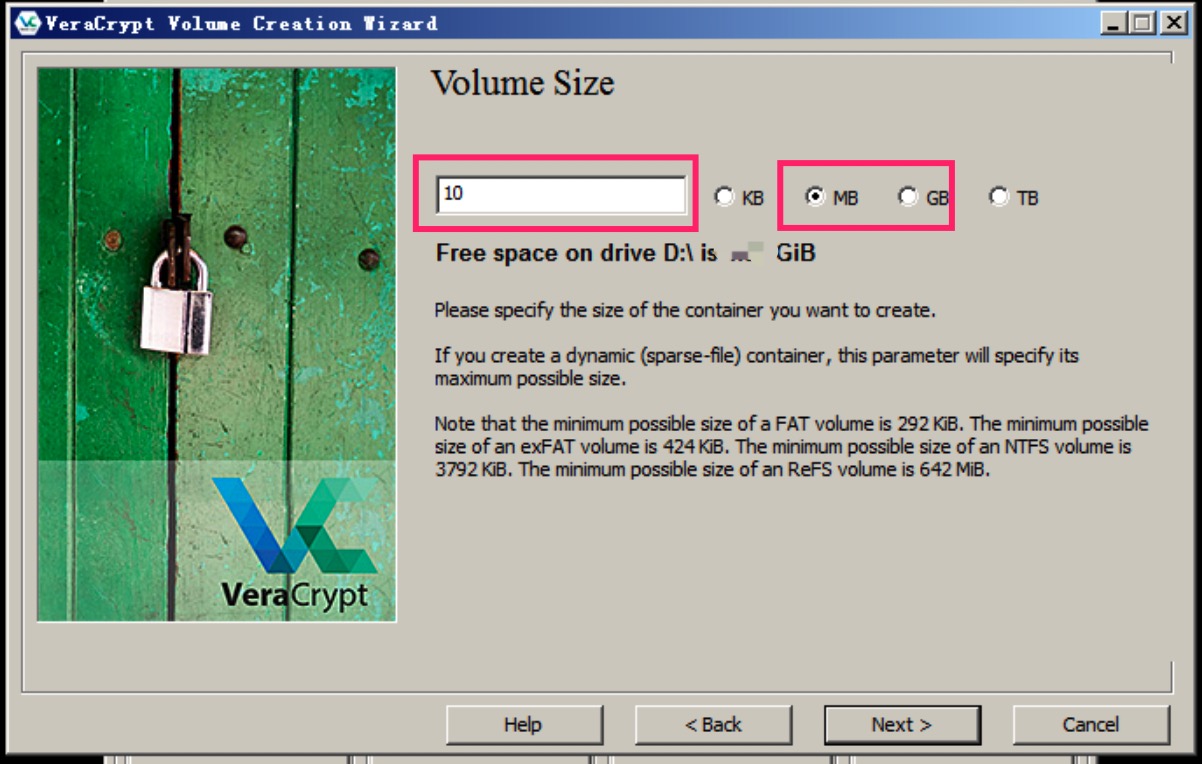 VeraCrypt Volume Creation Wizard
Volume Size
10 KB MB GB TB
Free space on drive D:\ is GiB
Please specify the size of the container you want to create.
If you create a dynamic (sparse-file) container, this parameter will specify its
maximum possible size.
Note that the minimum possible size of a FAT volume is 292 KiB. The minimum possible
size of an exFAT volume is 424 KiB. The minimum possible size of an NTFS volume is
3792 KiB. The minimum possible size of an ReFS volume is 642 MiB.
VeraCrypt
Help < Back Next > Cancel